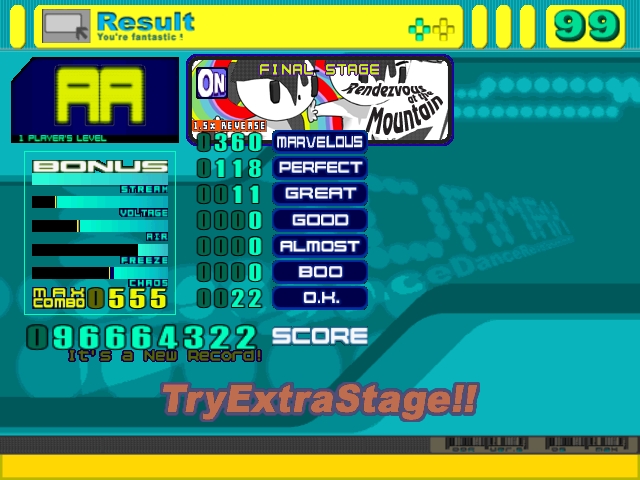 Result
You're fantastic !
99
AA
1 PLAYER'S LEVEL
FINAL STAGE
ON
Rendezvous
at the
Mountain
1.5x REVERSE
BONUS
STREAM
VOLTAGE
AIR
FREEZE
CHAOS
MAX COMBO 0555
0360 MARVELOUS
0118 PERFECT
0011 GREAT
0000 GOOD
0000 ALMOST
0000 BOO
0022 O.K.
096664322 SCORE
It's a New Record!
TryExtraStage!!